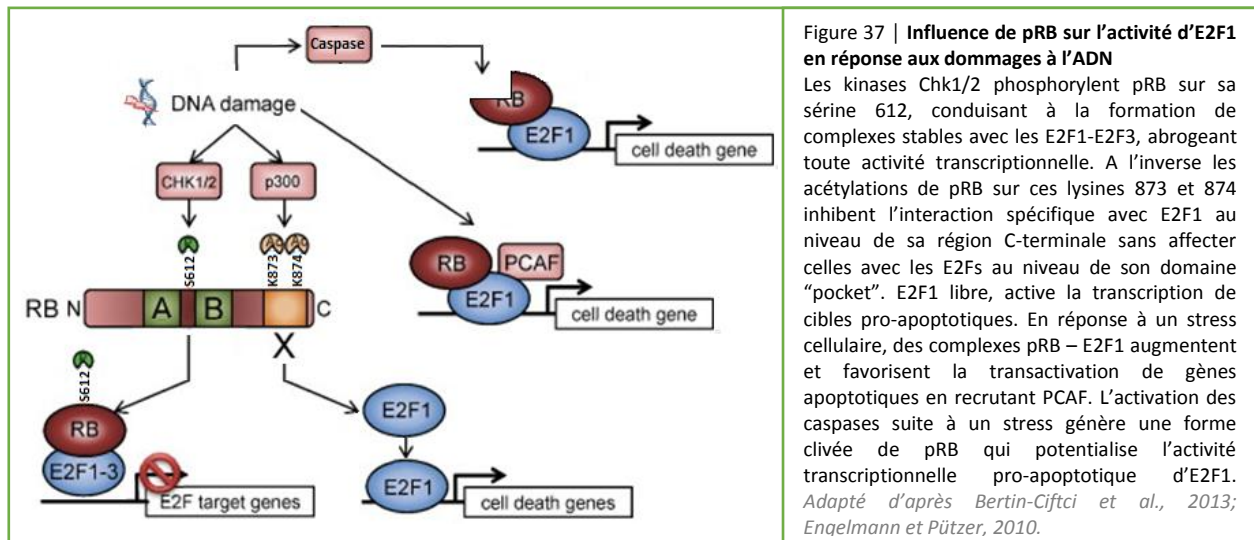 Caspase
DNA damage
RB
E2F1
cell death gene
CHK1/2
p300
S612
K873
K874
Ac
RB
PCAF
E2F1
cell death gene
RB N
A
B
C
X
S612
RB
E2F1-3
E2F target genes
E2F1
E2F1
cell death genes
Figure 37 | Influence de pRB sur l’activité d’E2F1
en réponse aux dommages à l’ADN
Les kinases Chk1/2 phosphorylent pRB sur sa
sérine 612, conduisant à la formation de
complexes stables avec les E2F1-E2F3, abrogeant
toute activité transcriptionnelle. A l’inverse les
acétylations de pRB sur ces lysines 873 et 874
inhibent l’interaction spécifique avec E2F1 au
niveau de sa région C-terminale sans affecter
celles avec les E2Fs au niveau de son domaine
“pocket”. E2F1 libre, active la transcription de
cibles pro-apoptotiques. En réponse à un stress
cellulaire, des complexes pRB – E2F1 augmentent
et favorisent la transactivation de gènes
apoptotiques en recrutant PCAF. L’activation des
caspases suite à un stress génère une forme
clivée de pRB qui potentialise l’activité
transcriptionnelle pro-apoptotique d’E2F1.
Adapté d’après Bertin-Ciftci et al., 2013;
Engelmann et Pützer, 2010.